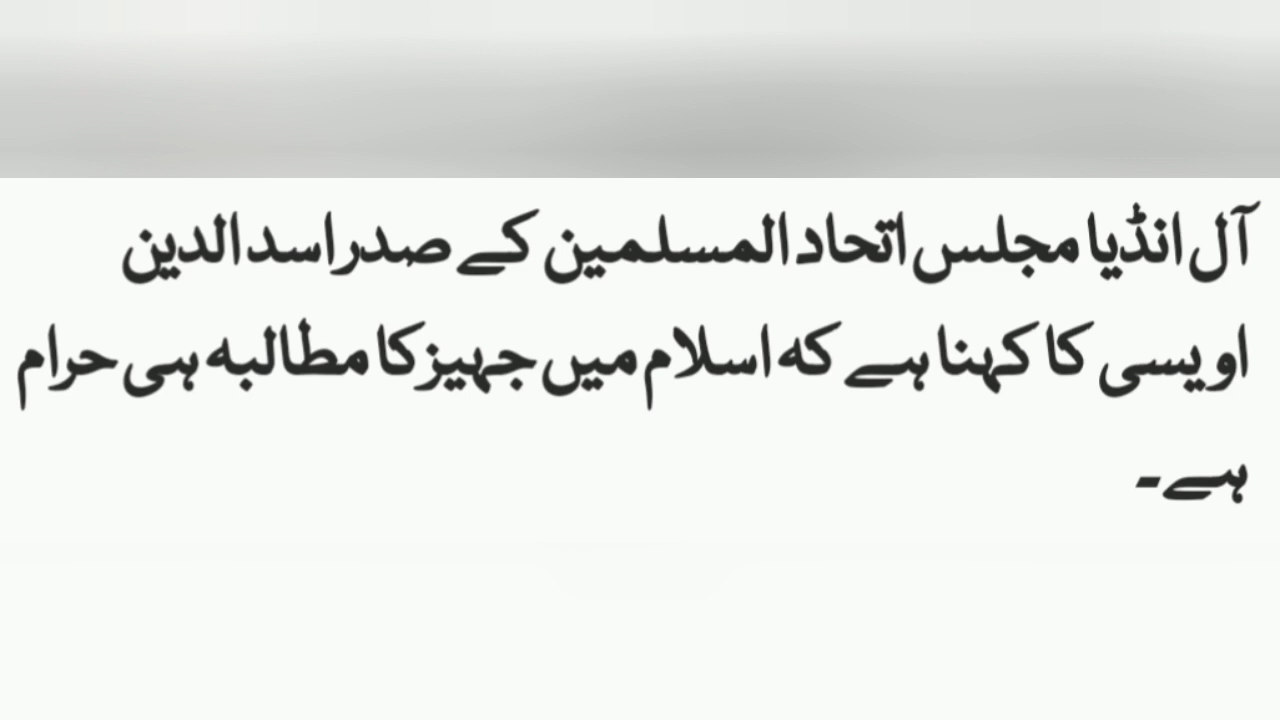 آل انڈیا مجلس اتحاد المسلمین کے صدر اسد الدین
اویسی کا کہنا ہے کہ اسلام میں جہیز کا مطالبہ ہی حرام
ہے۔